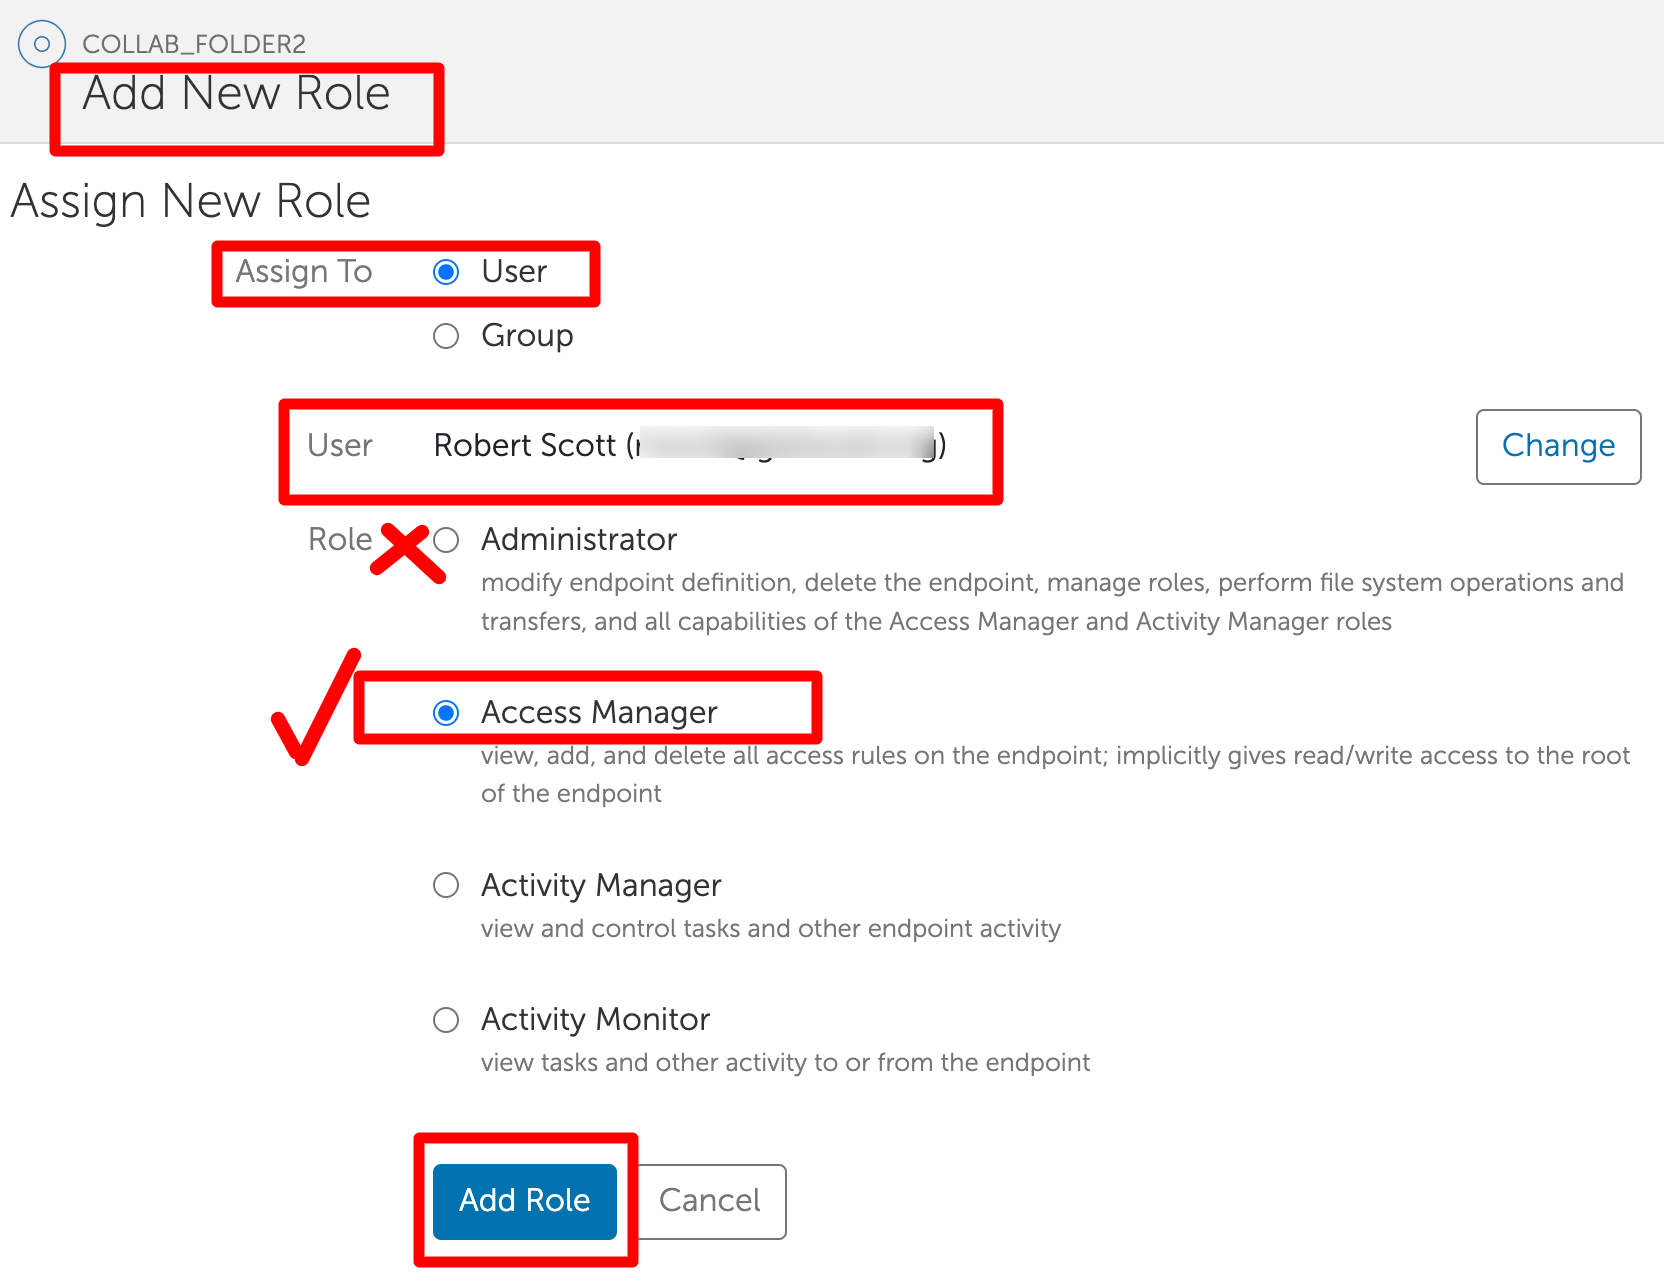 COLLAB_FOLDER2
Add New Role
Assign New Role
Assign To User
Group
User Robert Scott (
Change
Role Administrator
modify endpoint definition, delete the endpoint, manage roles, perform file system operations and
transfers, and all capabilities of the Access Manager and Activity Manager roles
Access Manager
view, add, and delete all access rules on the endpoint; implicitly gives read/write access to the root
of the endpoint
Activity Manager
view and control tasks and other endpoint activity
Activity Monitor
view tasks and other activity to or from the endpoint
Add Role Cancel